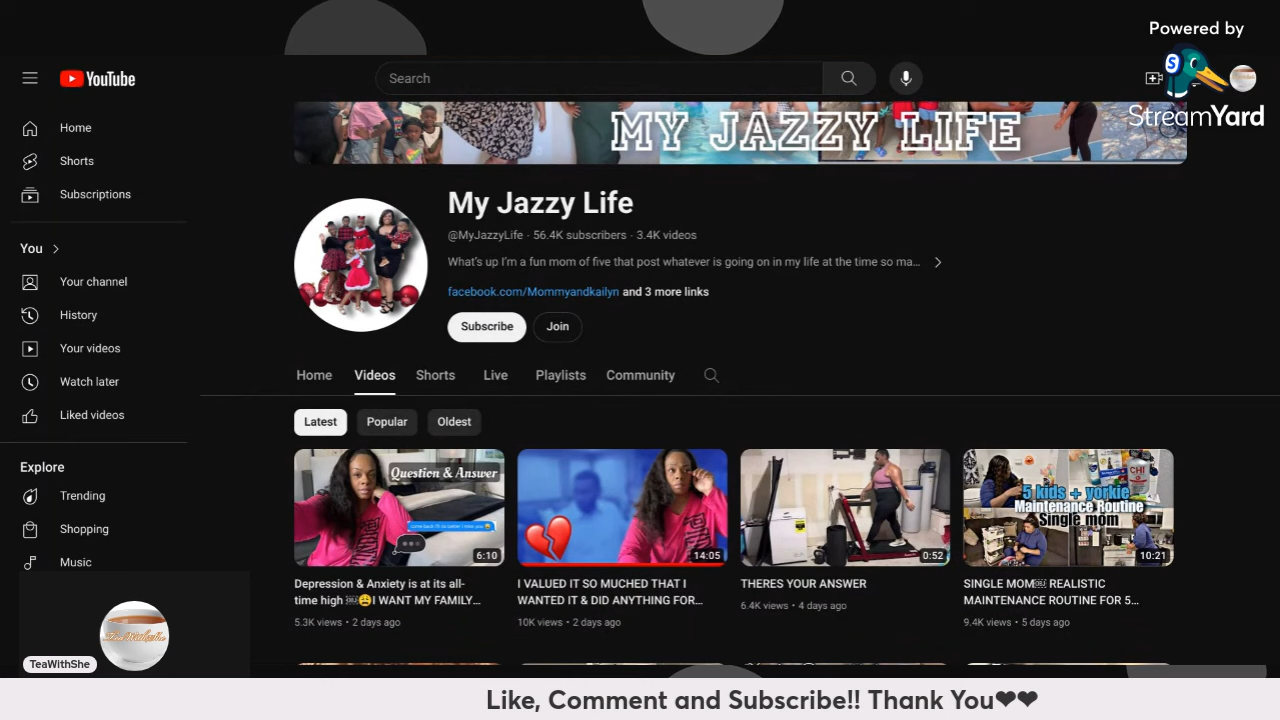 Powered by
StreamYard
YouTube
Search
MY JAZZY LIFE
Home
Shorts
Subscriptions
You
Your channel
History
Your videos
Watch later
Liked videos
Explore
Trending
Shopping
Music
My Jazzy Life
@MyJazzyLife · 56.4K subscribers · 3.4K videos
What's up I'm a fun mom of five that post whatever is going on in my life at the time so ma...
facebook.com/Mommyandkailyn and 3 more links
Subscribe Join
Home Videos Shorts Live Playlists Community
Latest Popular Oldest
Question & Answer
6:10
Depression & Anxiety is at its all-
time high 😩I WANT MY FAMILY...
5.3K views • 2 days ago
14:05
I VALUED IT SO MUCHED THAT I
WANTED IT & DID ANYTHING FOR...
10K views • 2 days ago
0:52
THERES YOUR ANSWER
6.4K views • 4 days ago
CHI
5 kids + yorkie
Maintenance Routine
Single mom
10:21
SINGLE MOM REALISTIC
MAINTENANCE ROUTINE FOR 5...
9.4K views • 5 days ago
TeaWithShe
TeaWithShe
Like, Comment and Subscribe!! Thank You❤❤